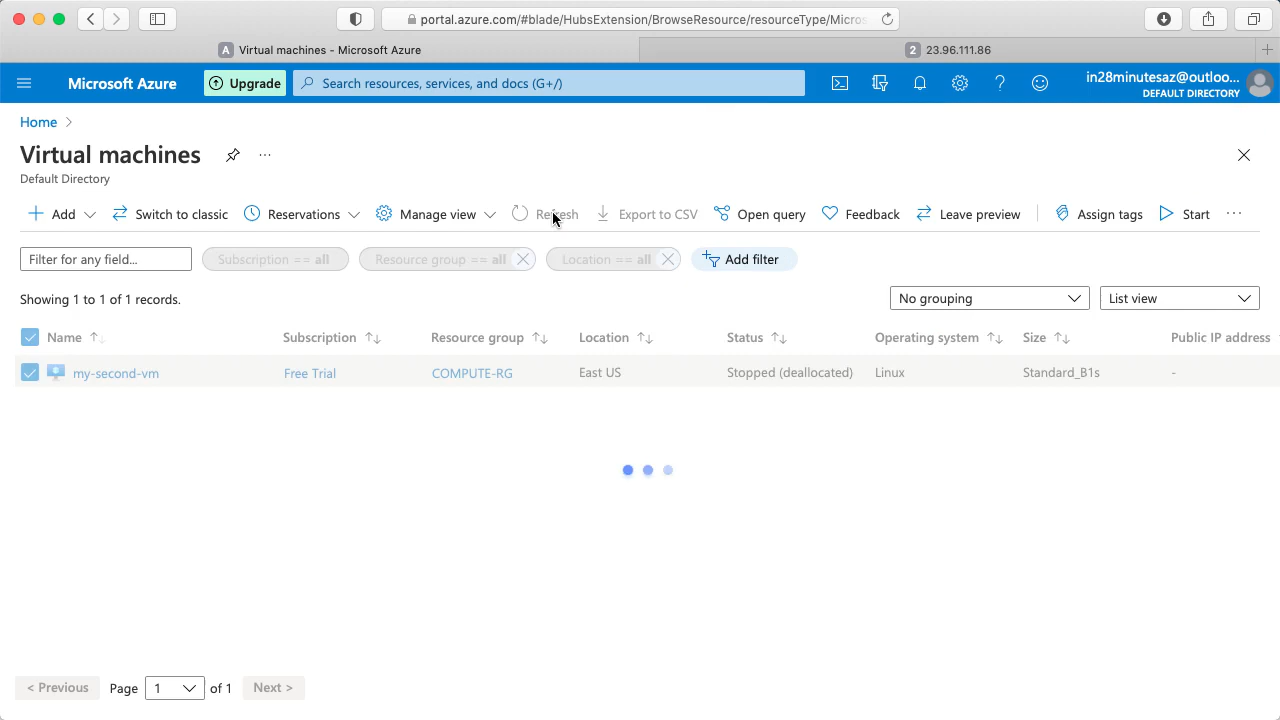 portal.azure.com/#blade/HubsExtension/BrowseResource/resourceType/Micros
A Virtual machines - Microsoft Azure
2 23.96.111.86
Microsoft Azure
Upgrade
Search resources, services, and docs (G+/)
in28minutesaz@outloo...
DEFAULT DIRECTORY
Home
Virtual machines
Default Directory
Add Switch to classic Reservations Manage view Refresh Export to CSV Open query Feedback Leave preview Assign tags Start
Filter for any field... Subscription == all Resource group == all Location == all Add filter
Showing 1 to 1 of 1 records. No grouping List view
Name Subscription Resource group Location Status Operating system Size Public IP address
my-second-vm Free Trial COMPUTE-RG East US Stopped (deallocated) Linux Standard_B1s -
< Previous Page 1 of 1 Next >